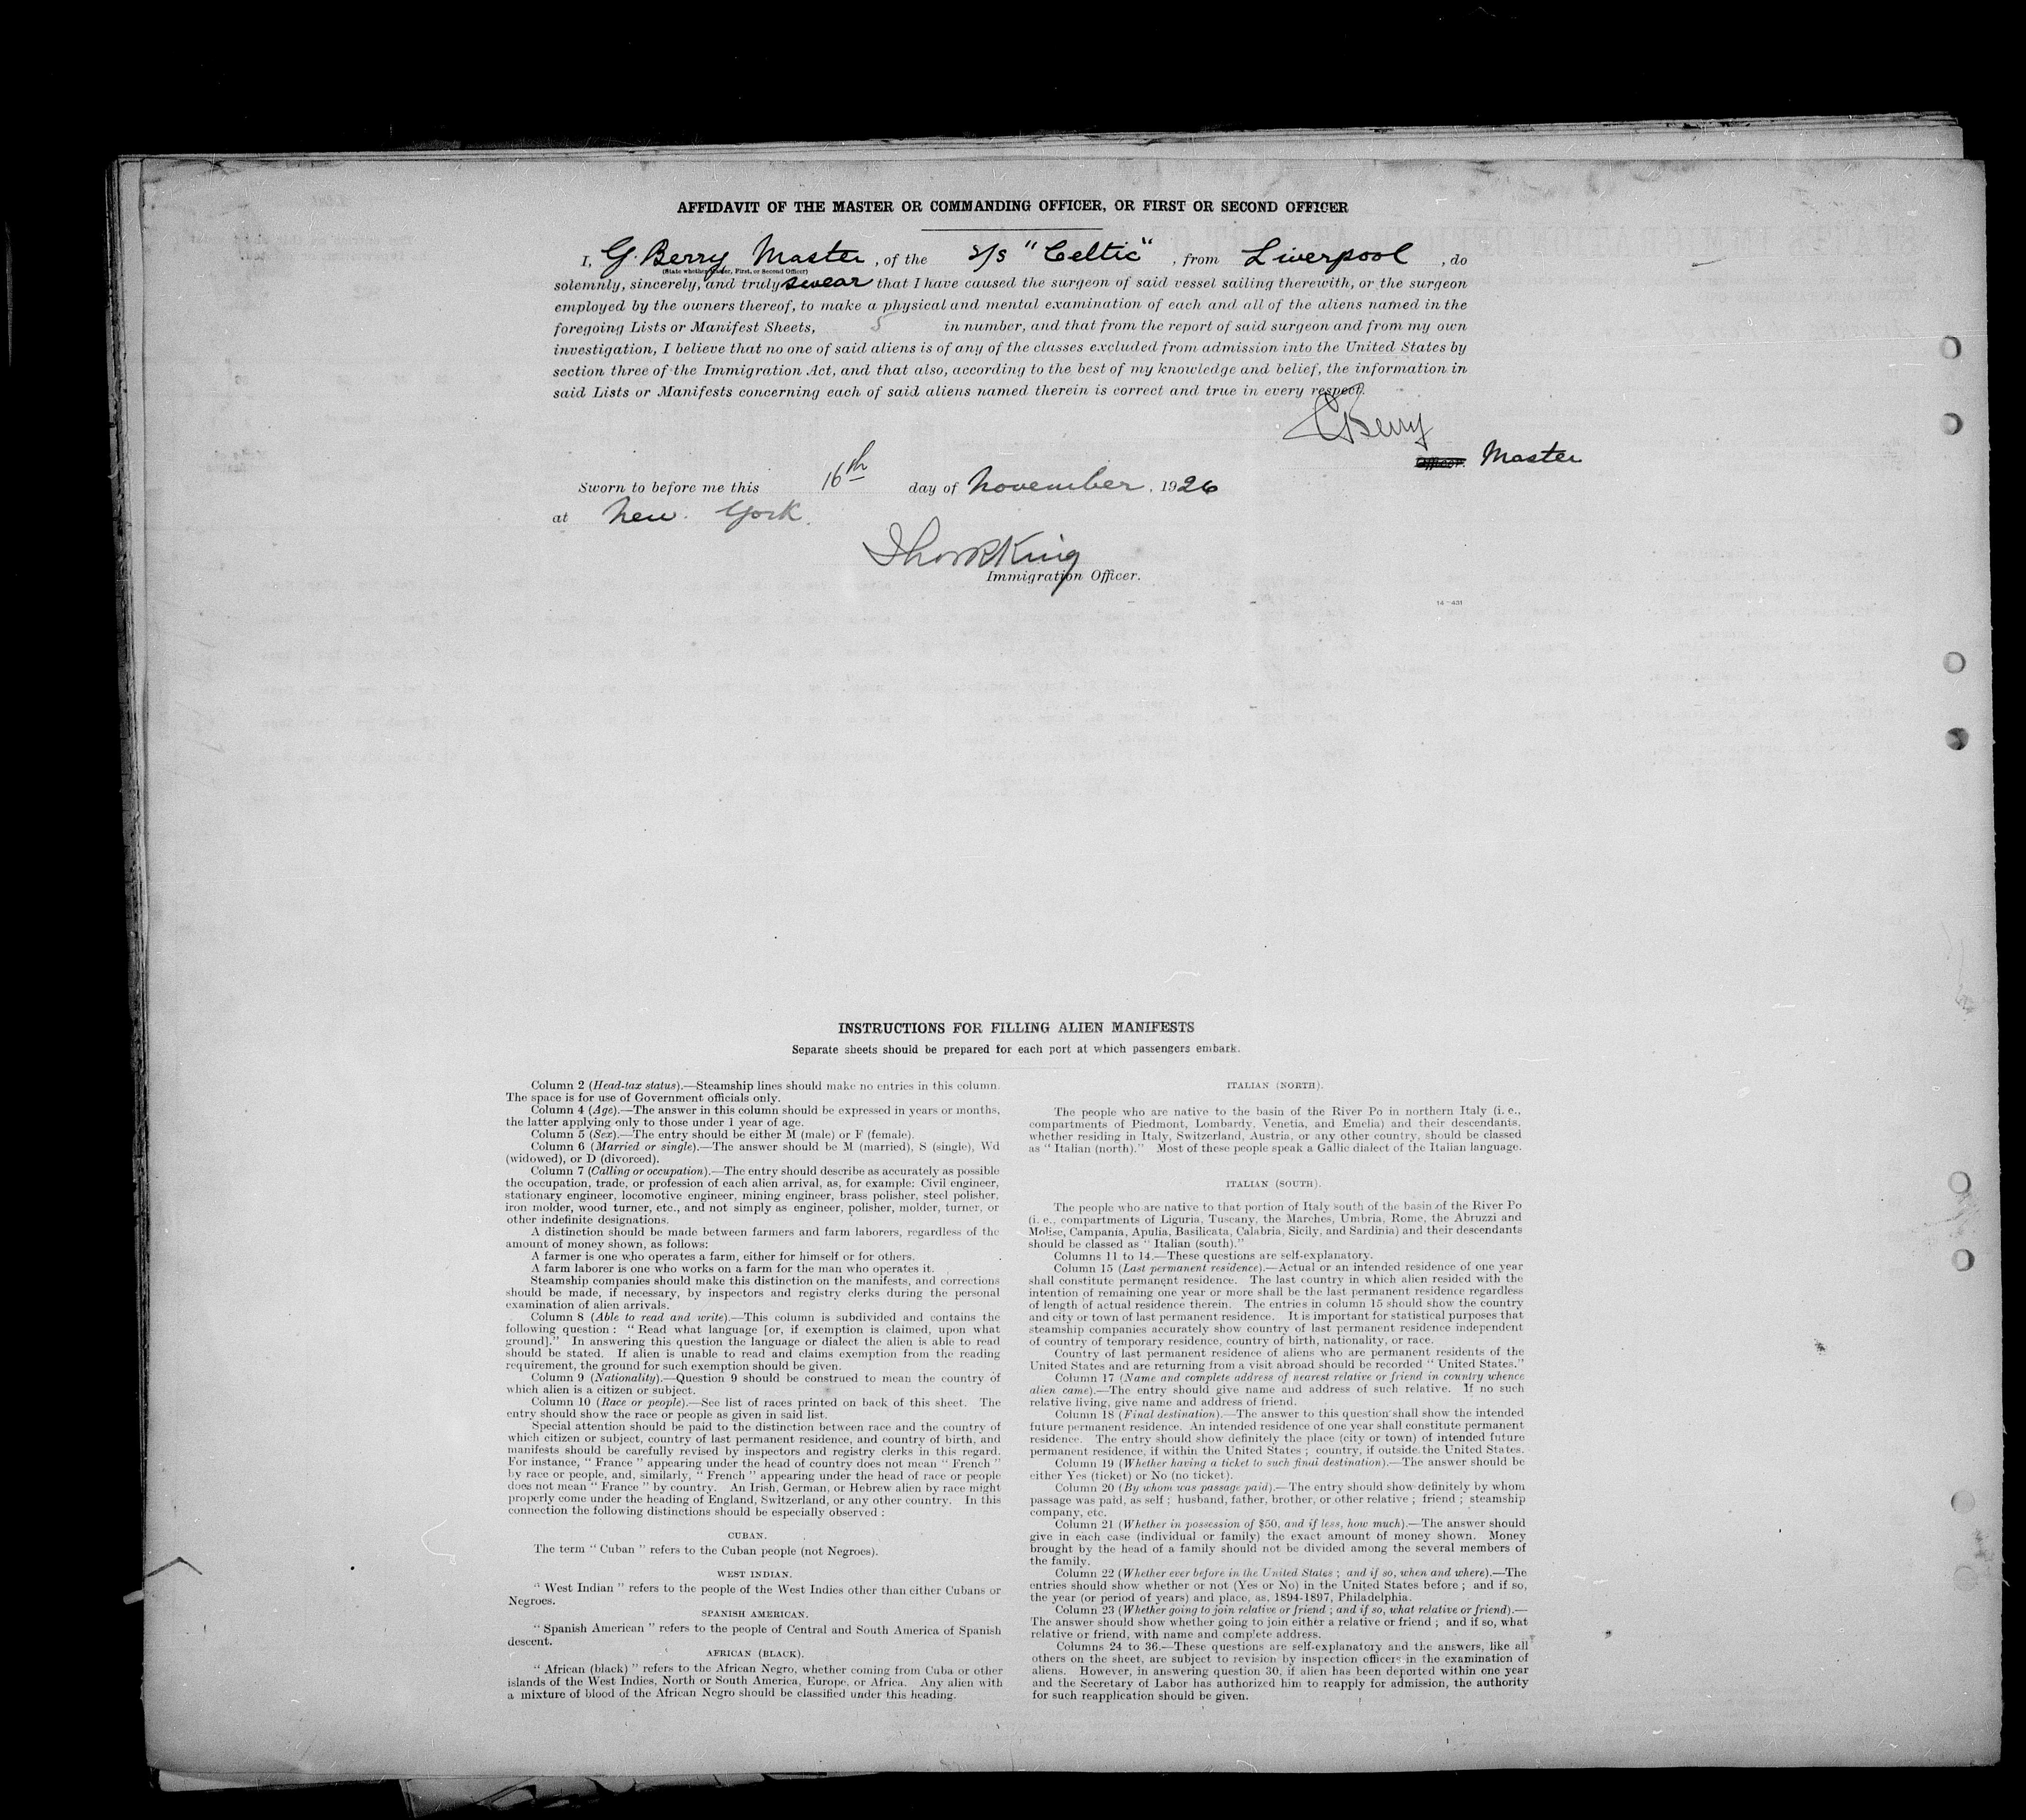 AFFIDAVIT OF THE MASTER OR COMMANDING OFFICER, OR FIRST OR SECOND OFFICER
I, G. Berry Master, of the s/s "Celtic", from Liverpool, do
(State whether Master, First, or Second Officer)
solemnly, sincerely, and truly swear that I have caused the surgeon of said vessel sailing therewith, or the surgeon
employed by the owners thereof, to make a physical and mental examination of each and all of the aliens named in the
foregoing Lists or Manifest Sheets, 5 in number, and that from the report of said surgeon and from my own
investigation, I believe that no one of said aliens is of any of the classes excluded from admission into the United States by
section three of the Immigration Act, and that also, according to the best of my knowledge and belief, the information in
said Lists or Manifests concerning each of said aliens named therein is correct and true in every respect.
GBerry
Officer. Master
Sworn to before me this 16th day of November, 1926
at New York.
King
Immigration Officer.
14—431
INSTRUCTIONS FOR FILLING ALIEN MANIFESTS
Separate sheets should be prepared for each port at which passengers embark.
Column 2 (Head-tax status).—Steamship lines should make no entries in this column.
The space is for use of Government officials only.
Column 4 (Age).—The answer in this column should be expressed in years or months,
the latter applying only to those under 1 year of age.
Column 5 (Sex).—The entry should be either M (male) or F (female).
Column 6 (Married or single).—The answer should be M (married), S (single), Wd
(widowed), or D (divorced).
Column 7 (Calling or occupation).—The entry should describe as accurately as possible
the occupation, trade, or profession of each alien arrival, as, for example: Civil engineer,
stationary engineer, locomotive engineer, mining engineer, brass polisher, steel polisher,
iron molder, wood turner, etc., and not simply as engineer, polisher, molder, turner, or
other indefinite designations.
A distinction should be made between farmers and farm laborers, regardless of the
amount of money shown, as follows:
A farmer is one who operates a farm, either for himself or for others.
A farm laborer is one who works on a farm for the man who operates it.
Steamship companies should make this distinction on the manifests, and corrections
should be made, if necessary, by inspectors and registry clerks during the personal
examination of alien arrivals.
Column 8 (Able to read and write).—This column is subdivided and contains the
following question: "Read what language [or, if exemption is claimed, upon what
ground]." In answering this question the language or dialect the alien is able to read
should be stated. If alien is unable to read and claims exemption from the reading
requirement, the ground for such exemption should be given.
Column 9 (Nationality).—Question 9 should be construed to mean the country of
which alien is a citizen or subject.
Column 10 (Race or people).—See list of races printed on back of this sheet. The
entry should show the race or people as given in said list.
Special attention should be paid to the distinction between race and the country of
which citizen or subject, country of last permanent residence, and country of birth, and
manifests should be carefully revised by inspectors and registry clerks in this regard.
For instance, "France" appearing under the head of country does not mean "French"
by race or people, and, similarly, "French" appearing under the head of race or people
does not mean "France" by country. An Irish, German, or Hebrew alien by race might
properly come under the heading of England, Switzerland, or any other country. In this
connection the following distinctions should be especially observed:
CUBAN.
The term "Cuban" refers to the Cuban people (not Negroes).
WEST INDIAN.
"West Indian" refers to the people of the West Indies other than either Cubans or
Negroes.
SPANISH AMERICAN.
"Spanish American" refers to the people of Central and South America of Spanish
descent.
AFRICAN (BLACK).
"African (black)" refers to the African Negro, whether coming from Cuba or other
islands of the West Indies, North or South America, Europe, or Africa. Any alien with
a mixture of blood of the African Negro should be classified under this heading.
ITALIAN (NORTH).
The people who are native to the basin of the River Po in northern Italy (i. e.,
compartments of Piedmont, Lombardy, Venetia, and Emelia) and their descendants,
whether residing in Italy, Switzerland, Austria, or any other country, should be classed
as "Italian (north)." Most of these people speak a Gallic dialect of the Italian language.
ITALIAN (SOUTH).
The people who are native to that portion of Italy south of the basin of the River Po
(i. e., compartments of Liguria, Tuscany, the Marches, Umbria, Rome, the Abruzzi and
Molise, Campania, Apulia, Basilicata, Calabria, Sicily, and Sardinia) and their descendants
should be classed as "Italian (south)."
Columns 11 to 14.—These questions are self-explanatory.
Column 15 (Last permanent residence).—Actual or an intended residence of one year
shall constitute permanent residence. The last country in which alien resided with the
intention of remaining one year or more shall be the last permanent residence regardless
of length of actual residence therein. The entries in column 15 should show the country
and city or town of last permanent residence. It is important for statistical purposes that
steamship companies accurately show country of last permanent residence independent
of country of temporary residence, country of birth, nationality, or race.
Country of last permanent residence of aliens who are permanent residents of the
United States and are returning from a visit abroad should be recorded "United States."
Column 17 (Name and complete address of nearest relative or friend in country whence
alien came).—The entry should give name and address of such relative. If no such
relative living, give name and address of friend.
Column 18 (Final destination).—The answer to this question shall show the intended
future permanent residence. An intended residence of one year shall constitute permanent
residence. The entry should show definitely the place (city or town) of intended future
permanent residence, if within the United States; country, if outside the United States.
Column 19 (Whether having a ticket to such final destination).—The answer should be
either Yes (ticket) or No (no ticket).
Column 20 (By whom was passage paid).—The entry should show definitely by whom
passage was paid, as self; husband, father, brother, or other relative; friend; steamship
company, etc.
Column 21 (Whether in possession of $50, and if less, how much).—The answer should
give in each case (individual or family) the exact amount of money shown. Money
brought by the head of a family should not be divided among the several members of
the family.
Column 22 (Whether ever before in the United States; and if so, when and where).—The
entries should show whether or not (Yes or No) in the United States before; and if so,
the year (or period of years) and place, as, 1894-1897, Philadelphia.
Column 23 (Whether going to join relative or friend; and if so, what relative or friend).—
The answer should show whether going to join either a relative or friend; and if so, what
relative or friend, with name and complete address.
Columns 24 to 36.—These questions are self-explanatory and the answers, like all
others on the sheet, are subject to revision by inspection officers in the examination of
aliens. However, in answering question 30, if alien has been deported within one year
and the Secretary of Labor has authorized him to reapply for admission, the authority
for such reapplication should be given.